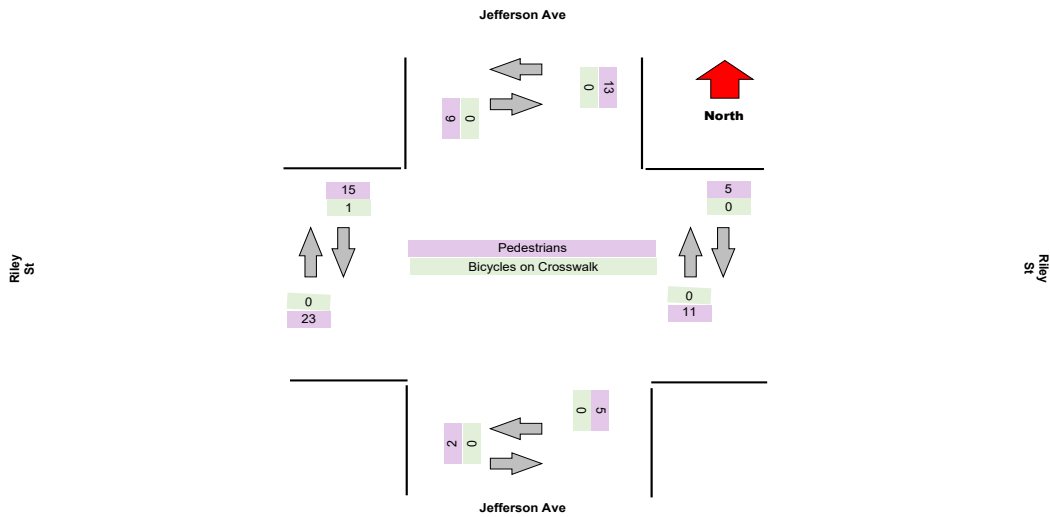 Jefferson Ave
0
13
9
0
North
15
1
5
0
Pedestrians
Bicycles on Crosswalk
Riley
St
Riley
St
0
23
0
11
0
5
2
0
Jefferson Ave